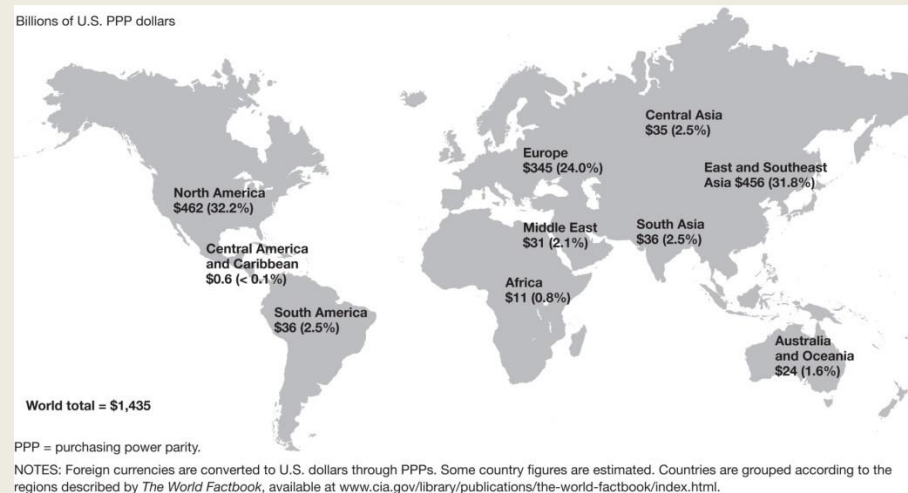 Billions of U.S. PPP dollars
Central Asia
$35 (2.5%)
Europe
$345 (24.0%)
East and Southeast
Asia $456 (31.8%)
North America
$462 (32.2%)
Middle East
$31 (2.1%)
South Asia
$36 (2.5%)
Central America
and Caribbean
$0.6 (< 0.1%)
Africa
$11 (0.8%)
South America
$36 (2.5%)
Australia
and Oceania
$24 (1.6%)
World total = $1,435
PPP = purchasing power parity.
NOTES: Foreign currencies are converted to U.S. dollars through PPPs. Some country figures are estimated. Countries are grouped according to the
regions described by The World Factbook, available at www.cia.gov/library/publications/the-world-factbook/index.html.